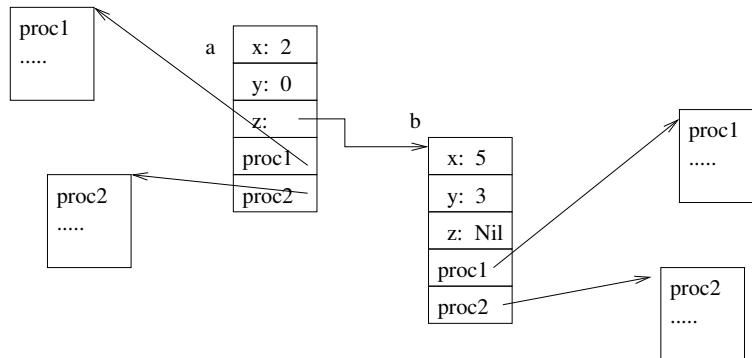 proc1
.....
a
x: 2
y: 0
z:
proc1
proc2
proc2
.....
b
x: 5
y: 3
z: Nil
proc1
proc2
proc1
.....
proc2
.....